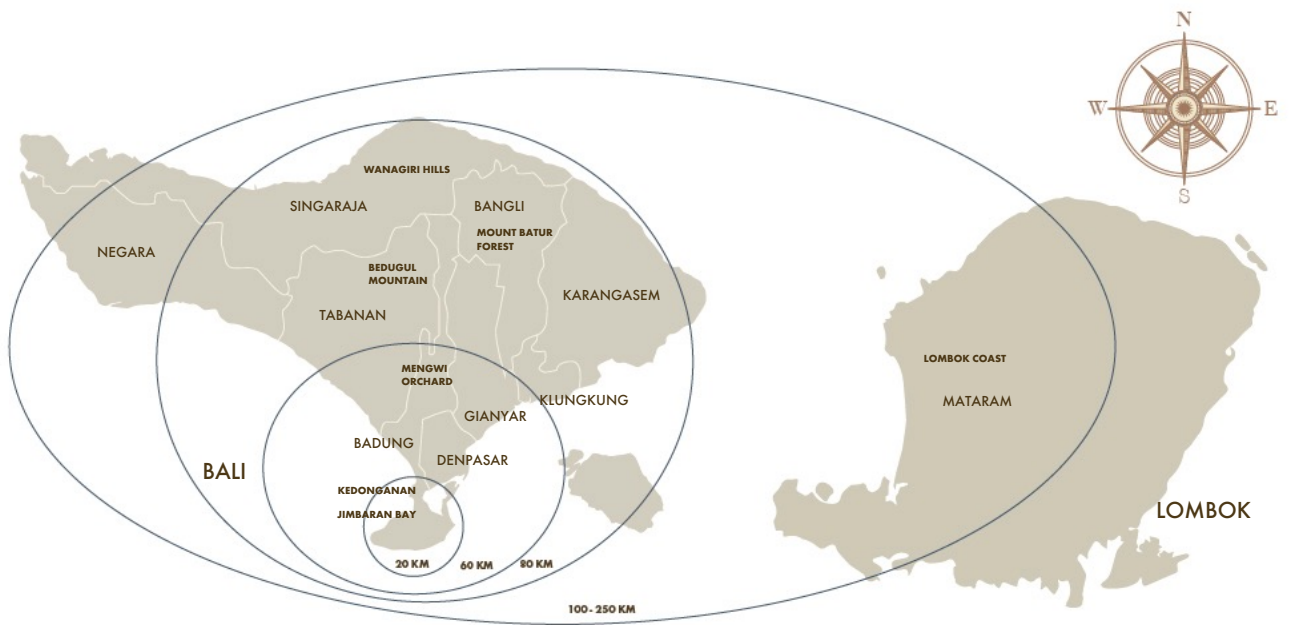 N
W
E
S
WANAGIRI HILLS
SINGARAJA
BANGLI
MOUNT BATUR
FOREST
NEGARA
BEDUGUL
MOUNTAIN
KARANGASEM
TABANAN
LOMBOK COAST
MENGWI
ORCHARD
KLUNGKUNG
MATARAM
GIANYAR
BADUNG
DENPASAR
BALI
KEDONGANAN
JIMBARAN BAY
LOMBOK
20 KM
60 KM
80 KM
100 - 250 KM